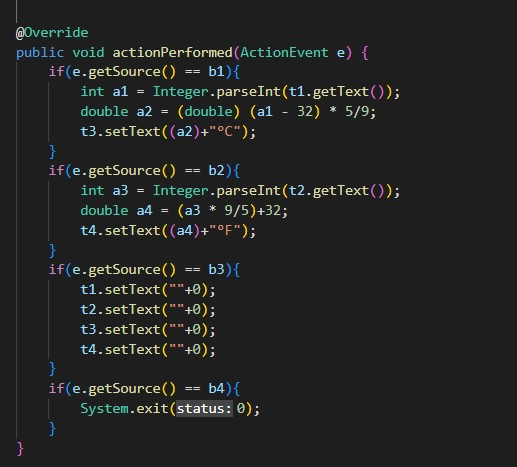 @Override
public void actionPerformed(ActionEvent e) {
if(e.getSource() == b1){
int a1 = Integer.parseInt(t1.getText());
double a2 = (double) (a1 - 32) * 5/9;
t3.setText((a2)+"°C");
}
if(e.getSource() == b2){
int a3 = Integer.parseInt(t2.getText());
double a4 = (a3 * 9/5)+32;
t4.setText((a4)+"°F");
}
if(e.getSource() == b3){
t1.setText(""+0);
t2.setText(""+0);
t3.setText(""+0);
t4.setText(""+0);
}
if(e.getSource() == b4){
System.exit(status:0);
}
}